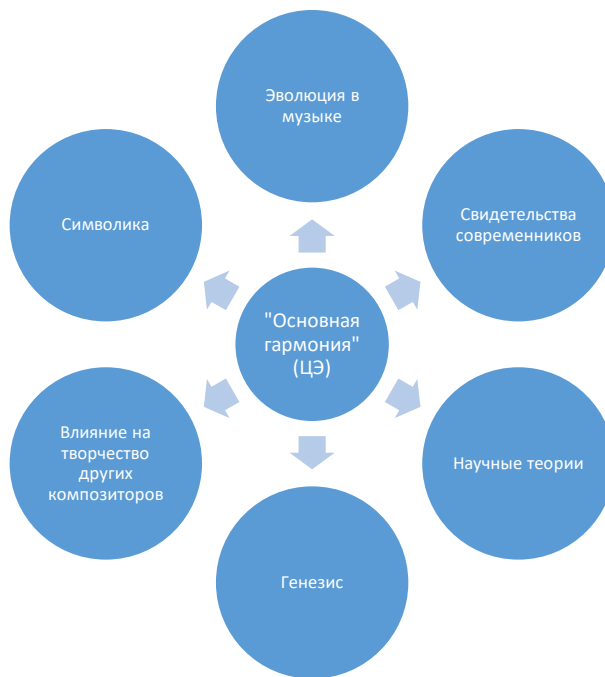 Эволюция в
музыке
Свидетельства
современников
Символика
"Основная
гармония"
(ЦЭ)
Влияние на
творчество
других
композиторов
Научные теории
Генезис